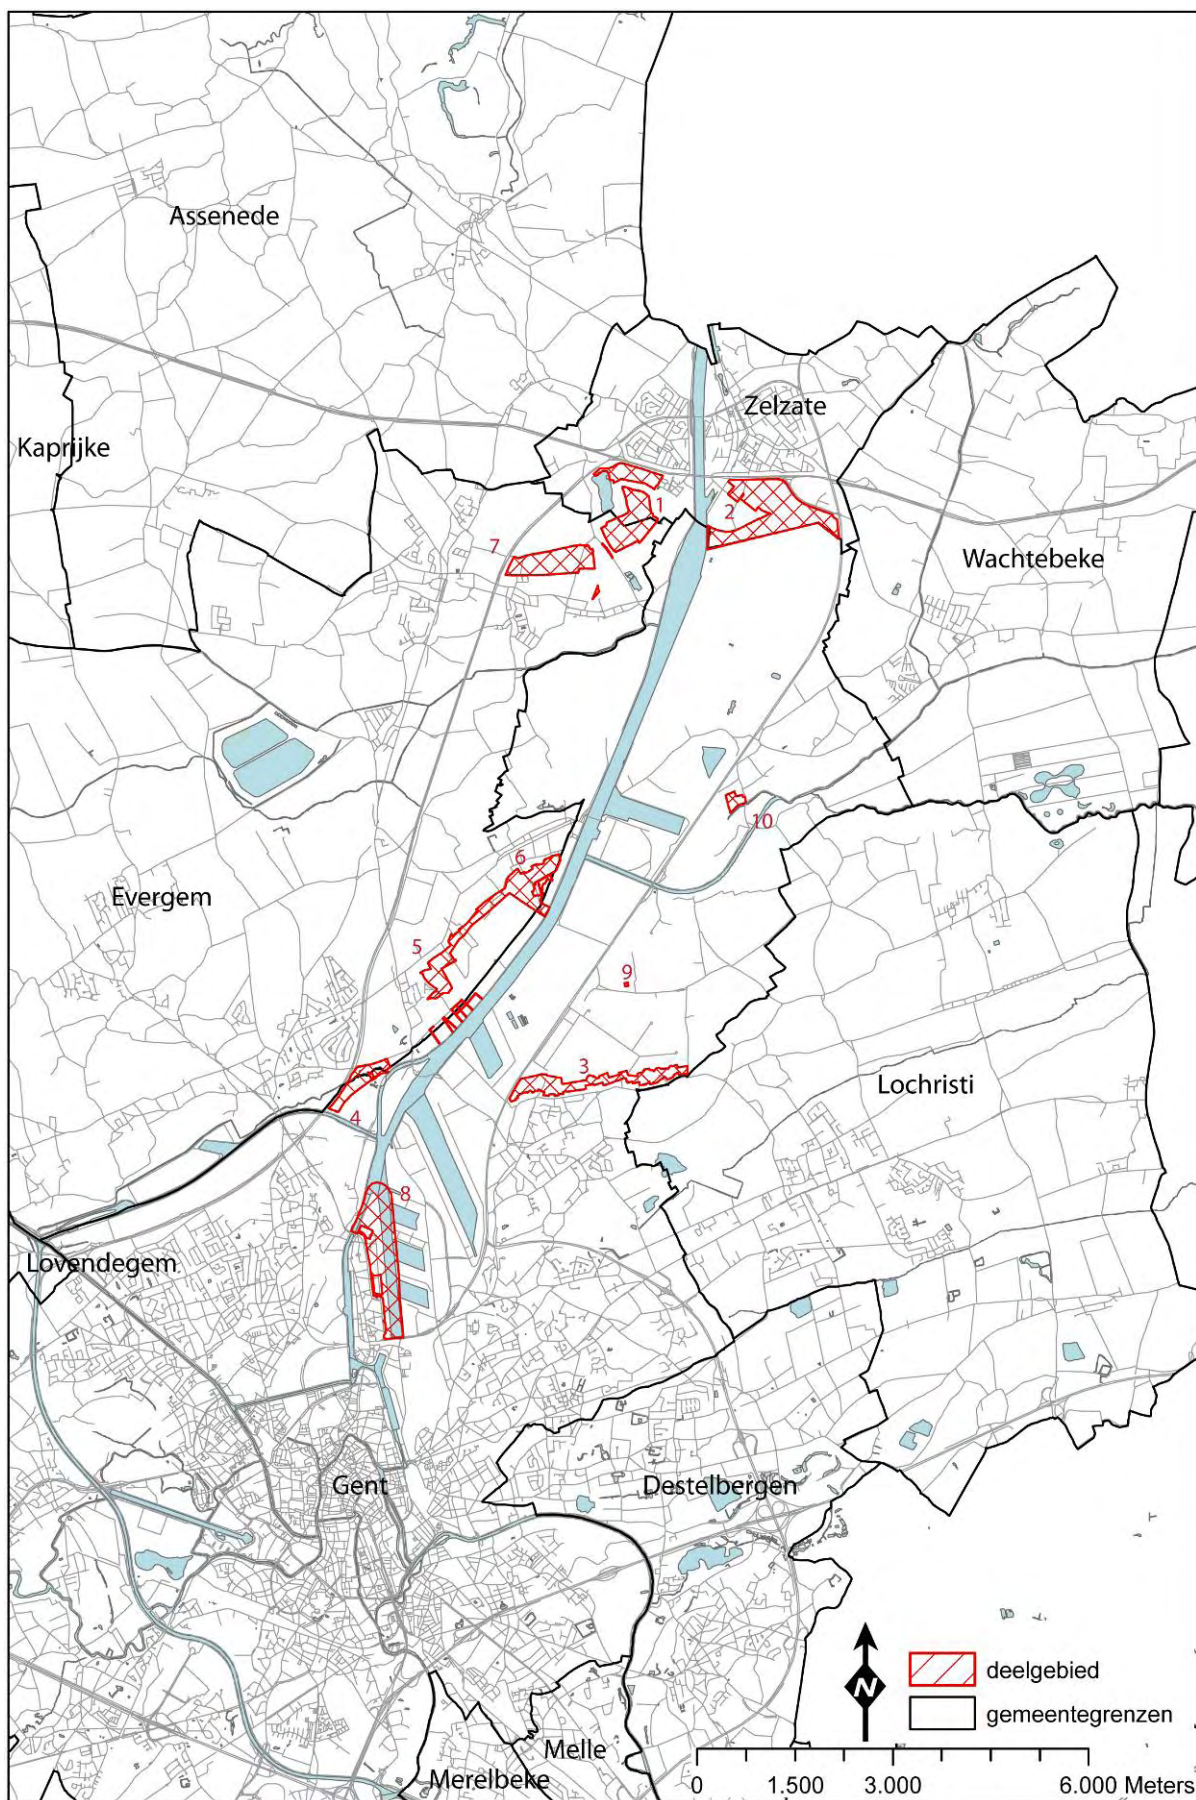 Assenede
Zelzate
Kaprijke
1
2
7
Wachtebeke
10
6
Evergem
5
9
3
Lochristi
4
8
Lovendegem
Gent
Destelbergen
N
deelgebied
gemeentegrenzen
Melle
Merelbeke
0 1.500 3.000 6.000 Meters